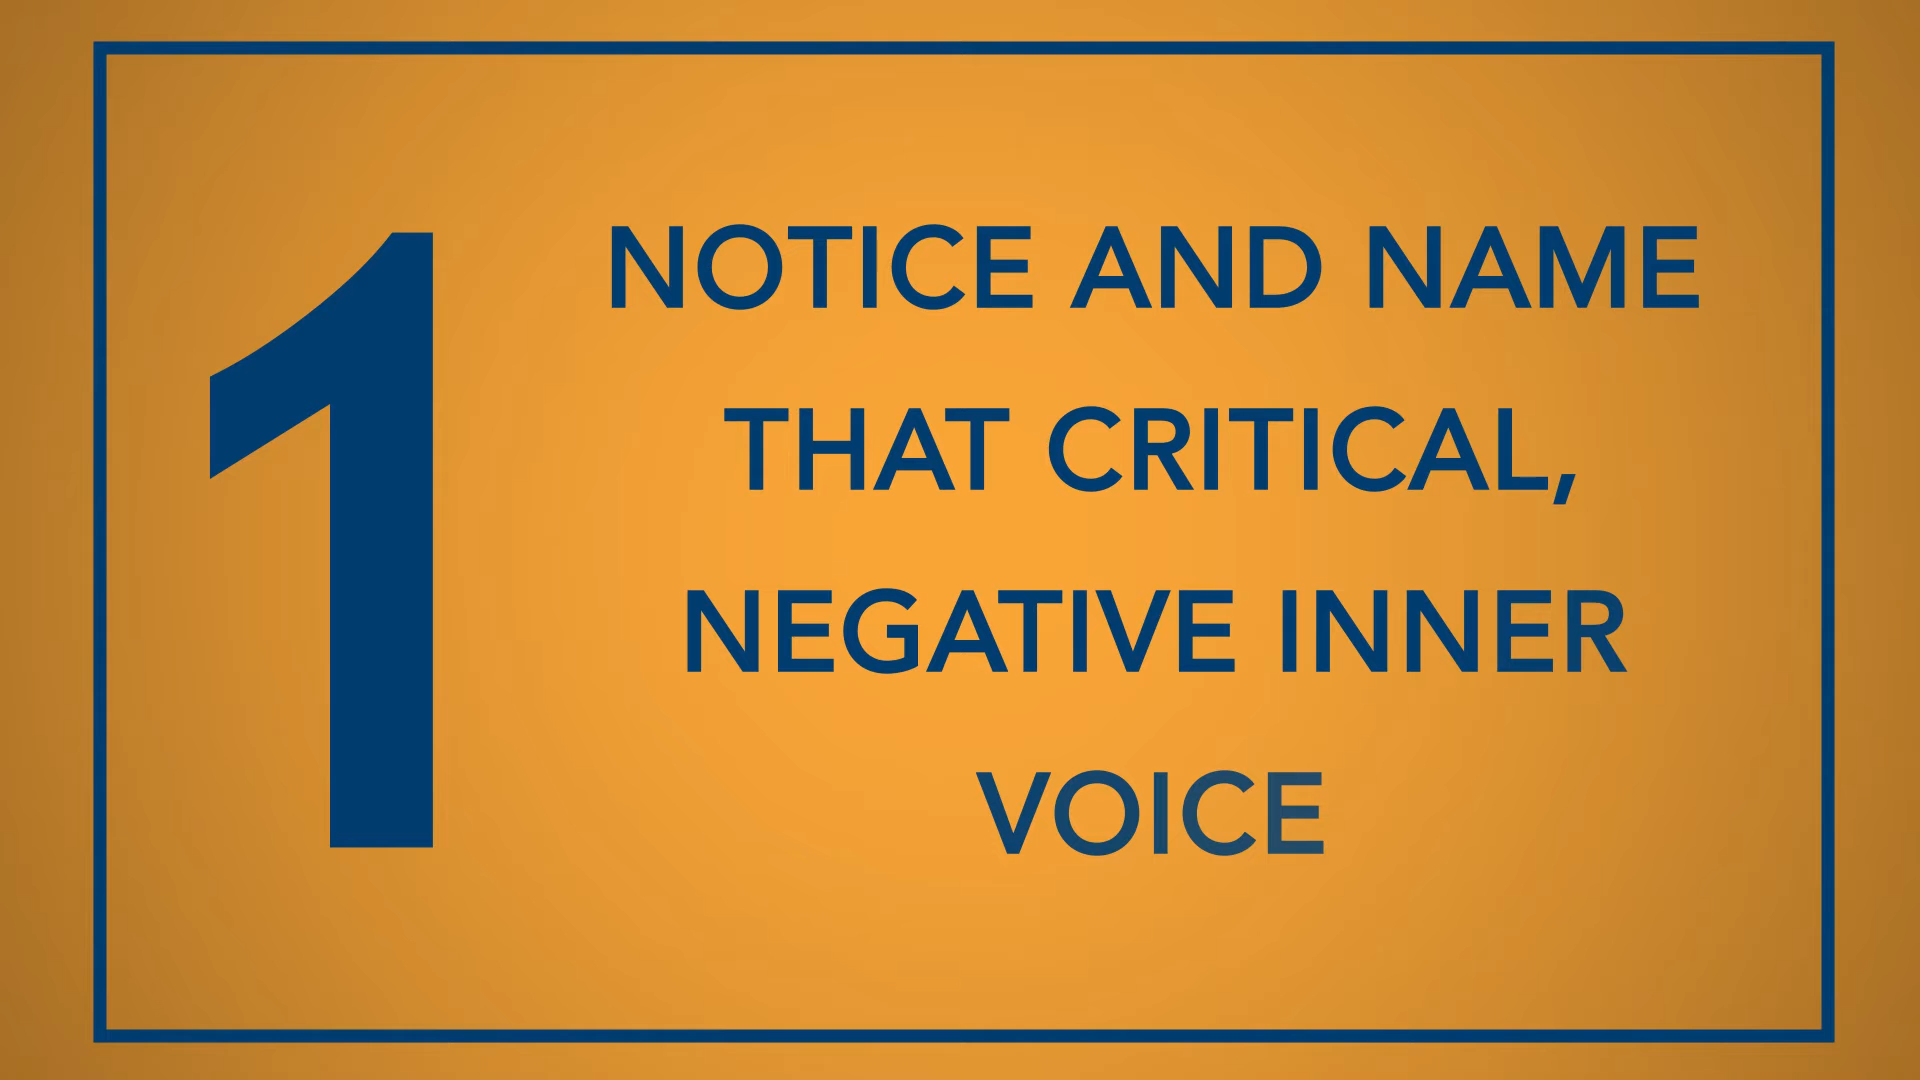 1
NOTICE AND NAME
THAT CRITICAL,
NEGATIVE INNER
VOICE